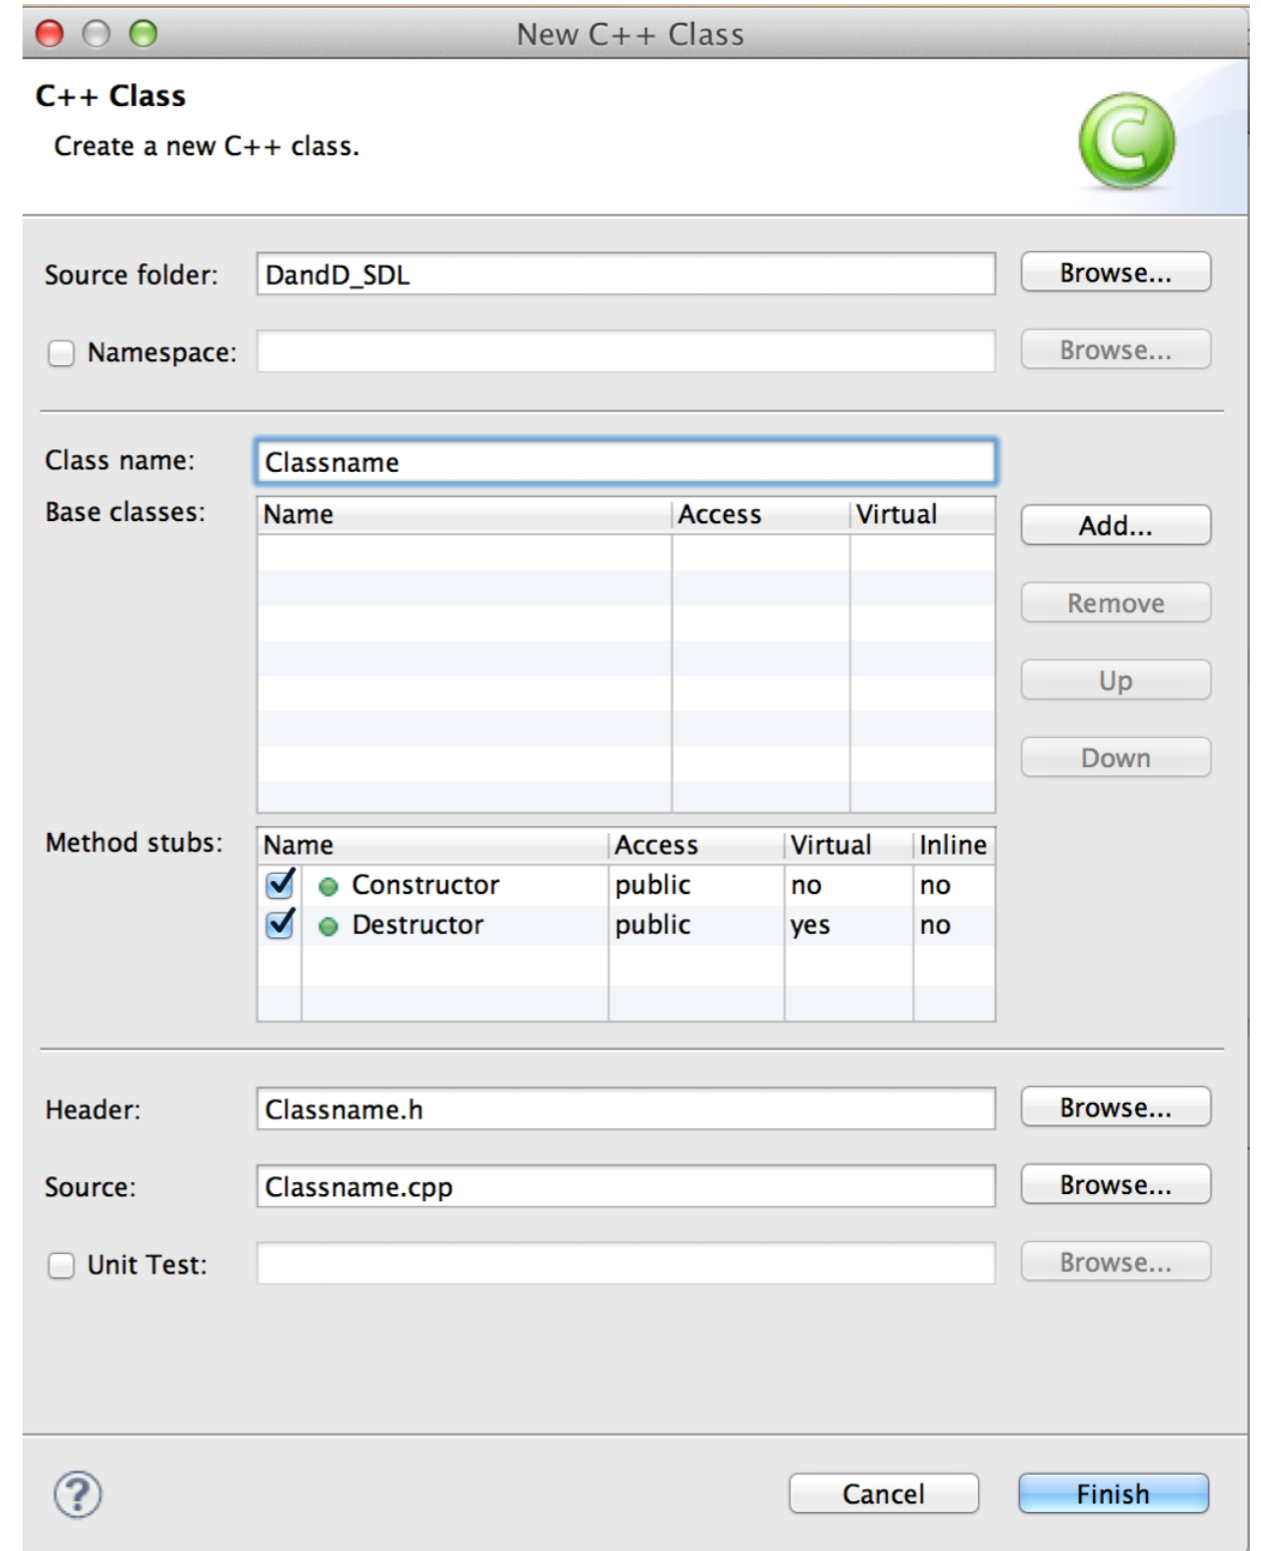 New C++ Class
C++ Class
Create a new C++ class.
C
Source folder: DandD_SDL Browse...
Namespace: Browse...
Class name: Classname
Base classes: Name Access Virtual Add...
Remove
Up
Down
Method stubs: Name Access Virtual Inline
Constructor public no no
Destructor public yes no
Header: Classname.h Browse...
Source: Classname.cpp Browse...
Unit Test: Browse...
? Cancel Finish